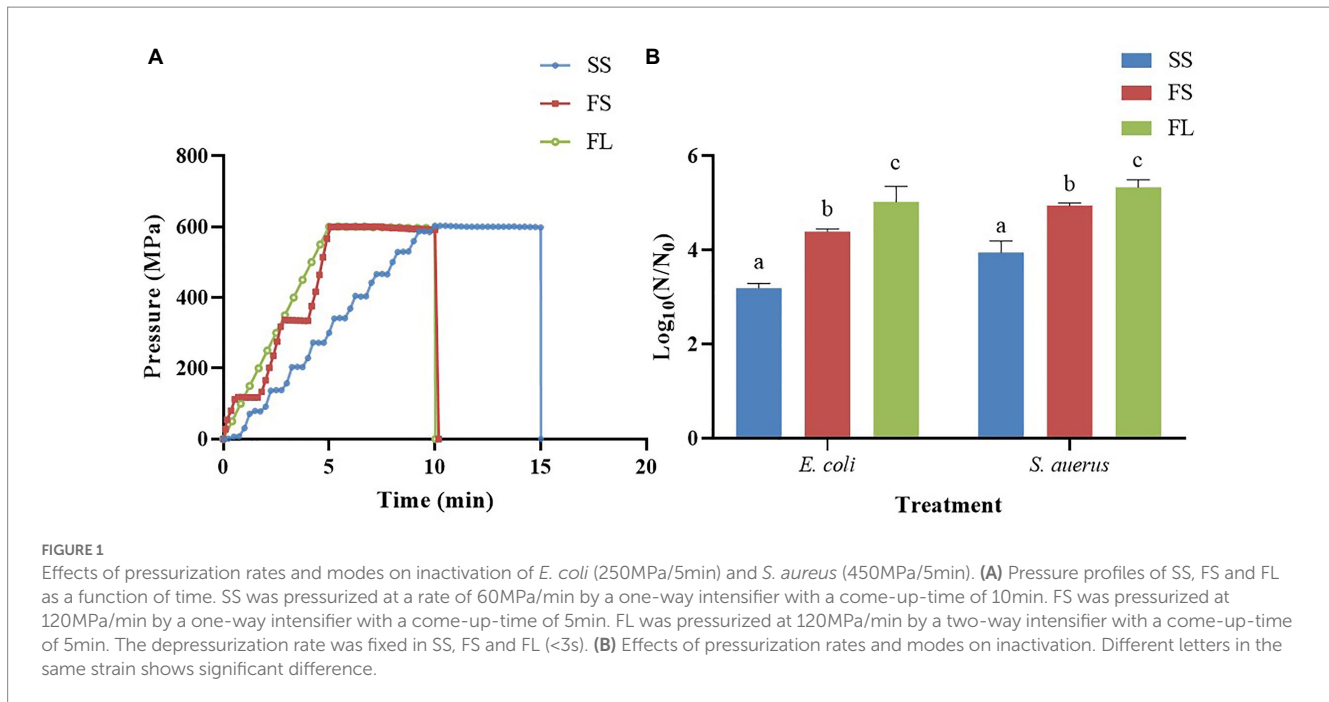 A
SS
FS
FL
800
600
400
200
0
Pressure (MPa)
0 5 10 15 20
Time (min)
B
SS
FS
FL
6
4
2
0
Log10(N/N0)
a b c a b c
E. coli S. auerus
Treatment
FIGURE 1
Effects of pressurization rates and modes on inactivation of E. coli (250MPa/5min) and S. aureus (450MPa/5min). (A) Pressure profiles of SS, FS and FL
as a function of time. SS was pressurized at a rate of 60MPa/min by a one-way intensifier with a come-up-time of 10min. FS was pressurized at
120MPa/min by a one-way intensifier with a come-up-time of 5min. FL was pressurized at 120MPa/min by a two-way intensifier with a come-up-time
of 5min. The depressurization rate was fixed in SS, FS and FL (<3s). (B) Effects of pressurization rates and modes on inactivation. Different letters in the
same strain shows significant difference.